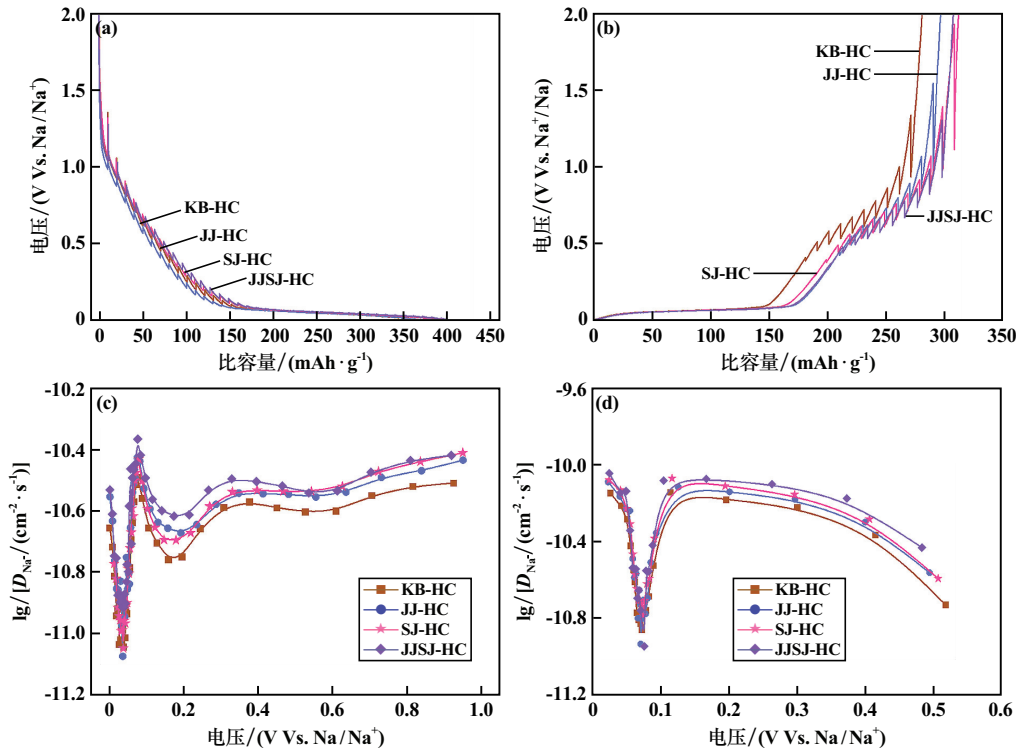 (a)
2.0
1.5
1.0
0.5
0
电压/(V Vs. Na/Na⁺)
KB-HC
JJ-HC
SJ-HC
JJSJ-HC
0 50 100 150 200 250 300 350 400 450
比容量/(mAh·g⁻¹)
(b)
2.0
1.5
1.0
0.5
0
电压/(V Vs. Na⁺/Na)
KB-HC
JJ-HC
SJ-HC
JJSJ-HC
0 50 100 150 200 250 300 350
比容量/(mAh·g⁻¹)
(c)
-10.2
-10.4
-10.6
-10.8
-11.0
-11.2
lg/[D_Na⁺/(cm⁻²·s)]
KB-HC
JJ-HC
SJ-HC
JJSJ-HC
0 0.2 0.4 0.6 0.8 1.0
电压/(V Vs. Na/Na⁺)
(d)
-9.6
-10.0
-10.4
-10.8
-11.2
lg/[D_Na⁺/(cm⁻²·s)]
KB-HC
JJ-HC
SJ-HC
JJSJ-HC
0 0.1 0.2 0.3 0.4 0.5 0.6
电压/(V Vs. Na/Na⁺)